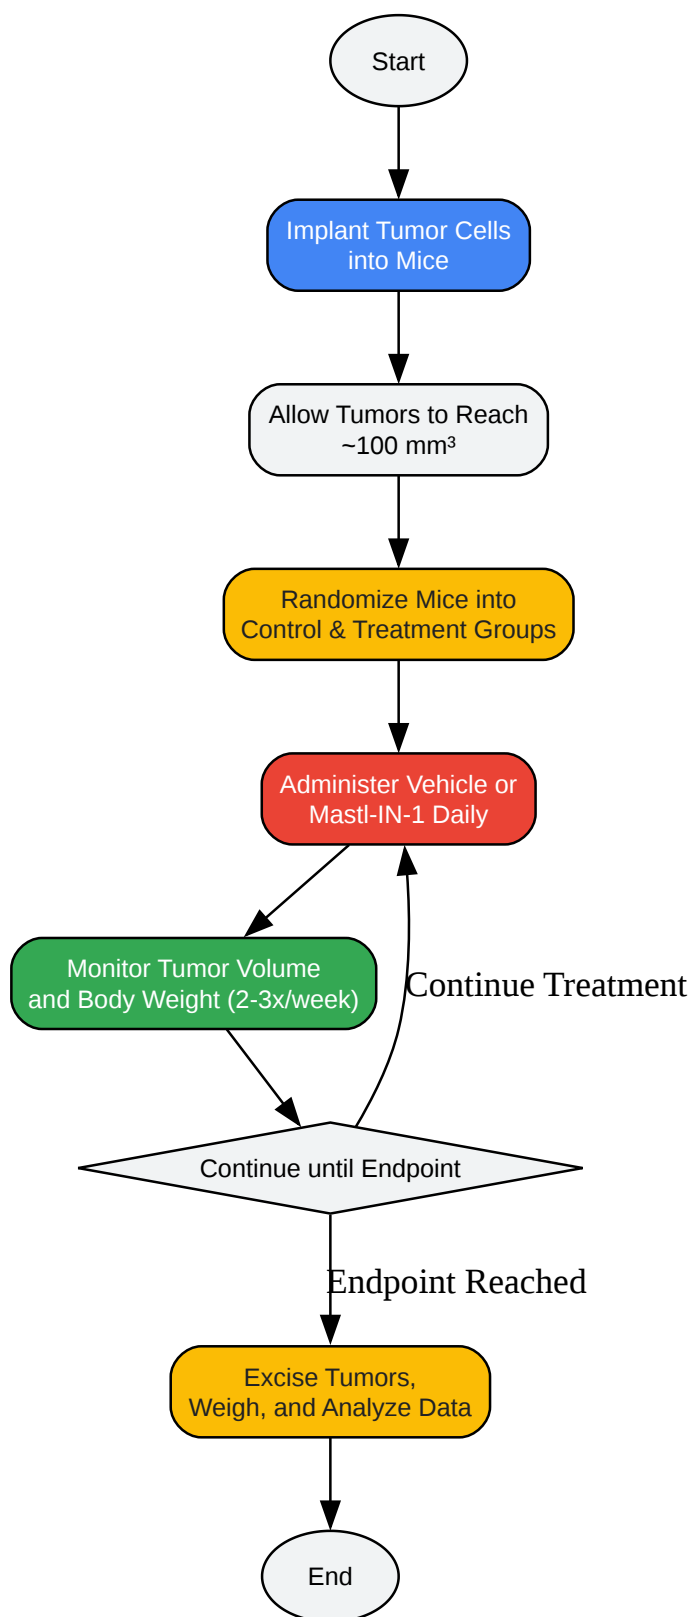 Start
Implant Tumor Cells
into Mice
Allow Tumors to Reach
~100 mm³
Randomize Mice into
Control & Treatment Groups
Administer Vehicle or
Mastl-IN-1 Daily
Monitor Tumor Volume
and Body Weight (2-3x/week)
Continue Treatment
Continue until Endpoint
Endpoint Reached
Excise Tumors,
Weigh, and Analyze Data
End